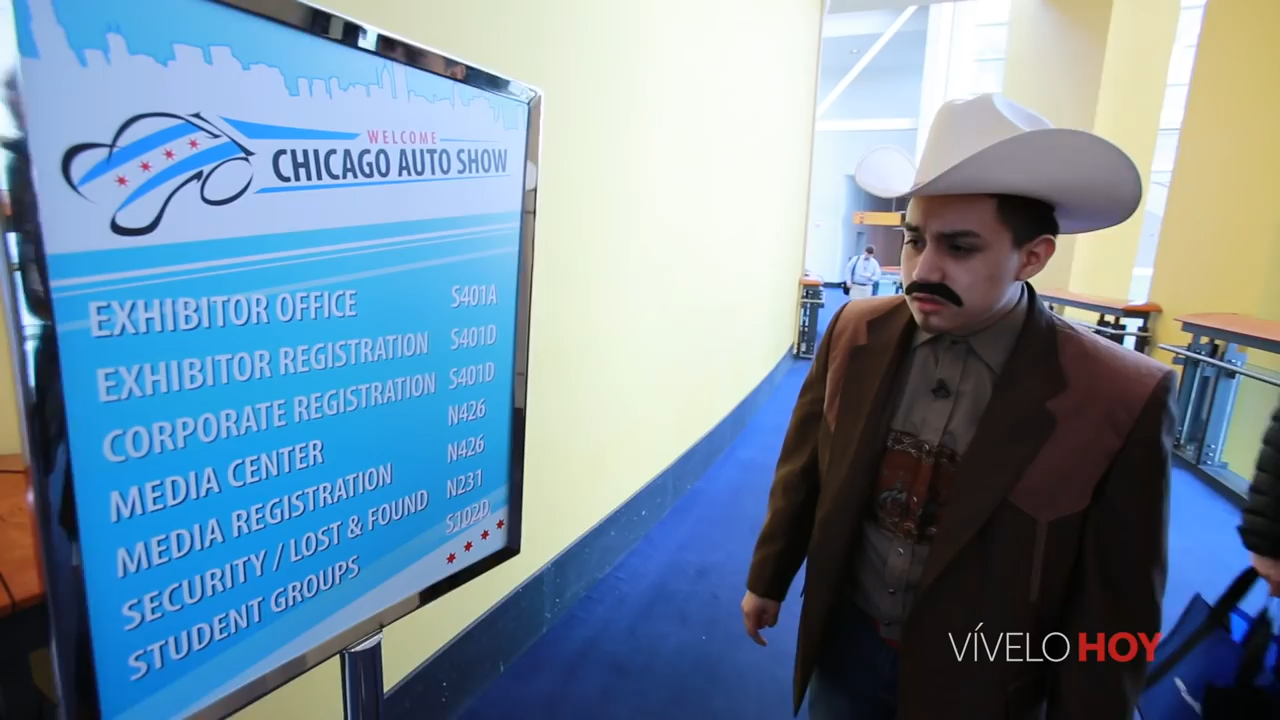 WELCOME
CHICAGO AUTO SHOW
EXHIBITOR OFFICE S401A
EXHIBITOR REGISTRATION S401D
CORPORATE REGISTRATION S401D
MEDIA CENTER N426
MEDIA REGISTRATION N426
SECURITY / LOST & FOUND N231
STUDENT GROUPS S102D
VÍVELO HOY